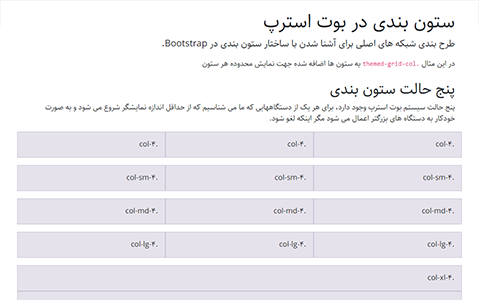 ستون بندی در بوت استرپ
طرح بندی شبکه های اصلی برای آشنا شدن با ساختار ستون بندی در Bootstrap.
در این مثال .themed-grid-col به ستون ها اضافه شده جهت نمایش محدوده هر ستون
پنج حالت ستون بندی
پنج حالت سیستم بوت استرپ وجود دارد، برای هر یک از دستگاههایی که ما می شناسیم که از حداقل اندازه نمایشگر شروع می شود و به صورت
خودکار به دستگاه های بزرگتر اعمال می شود مگر اینکه لغو شود.
.col-۴ .col-۴ .col-۴
.col-sm-۴ .col-sm-۴ .col-sm-۴
.col-md-۴ .col-md-۴ .col-md-۴
.col-lg-۴ .col-lg-۴ .col-lg-۴
.col-xl-۴